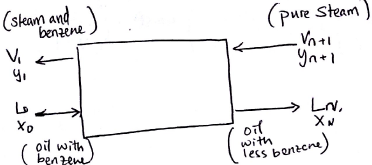 (steam and
benzene)
V1
y1
L0
x0
(oil with
benzene)
(pure Steam)
Vn+1
yn+1
LN,
XN
(oil
with
less benzene)